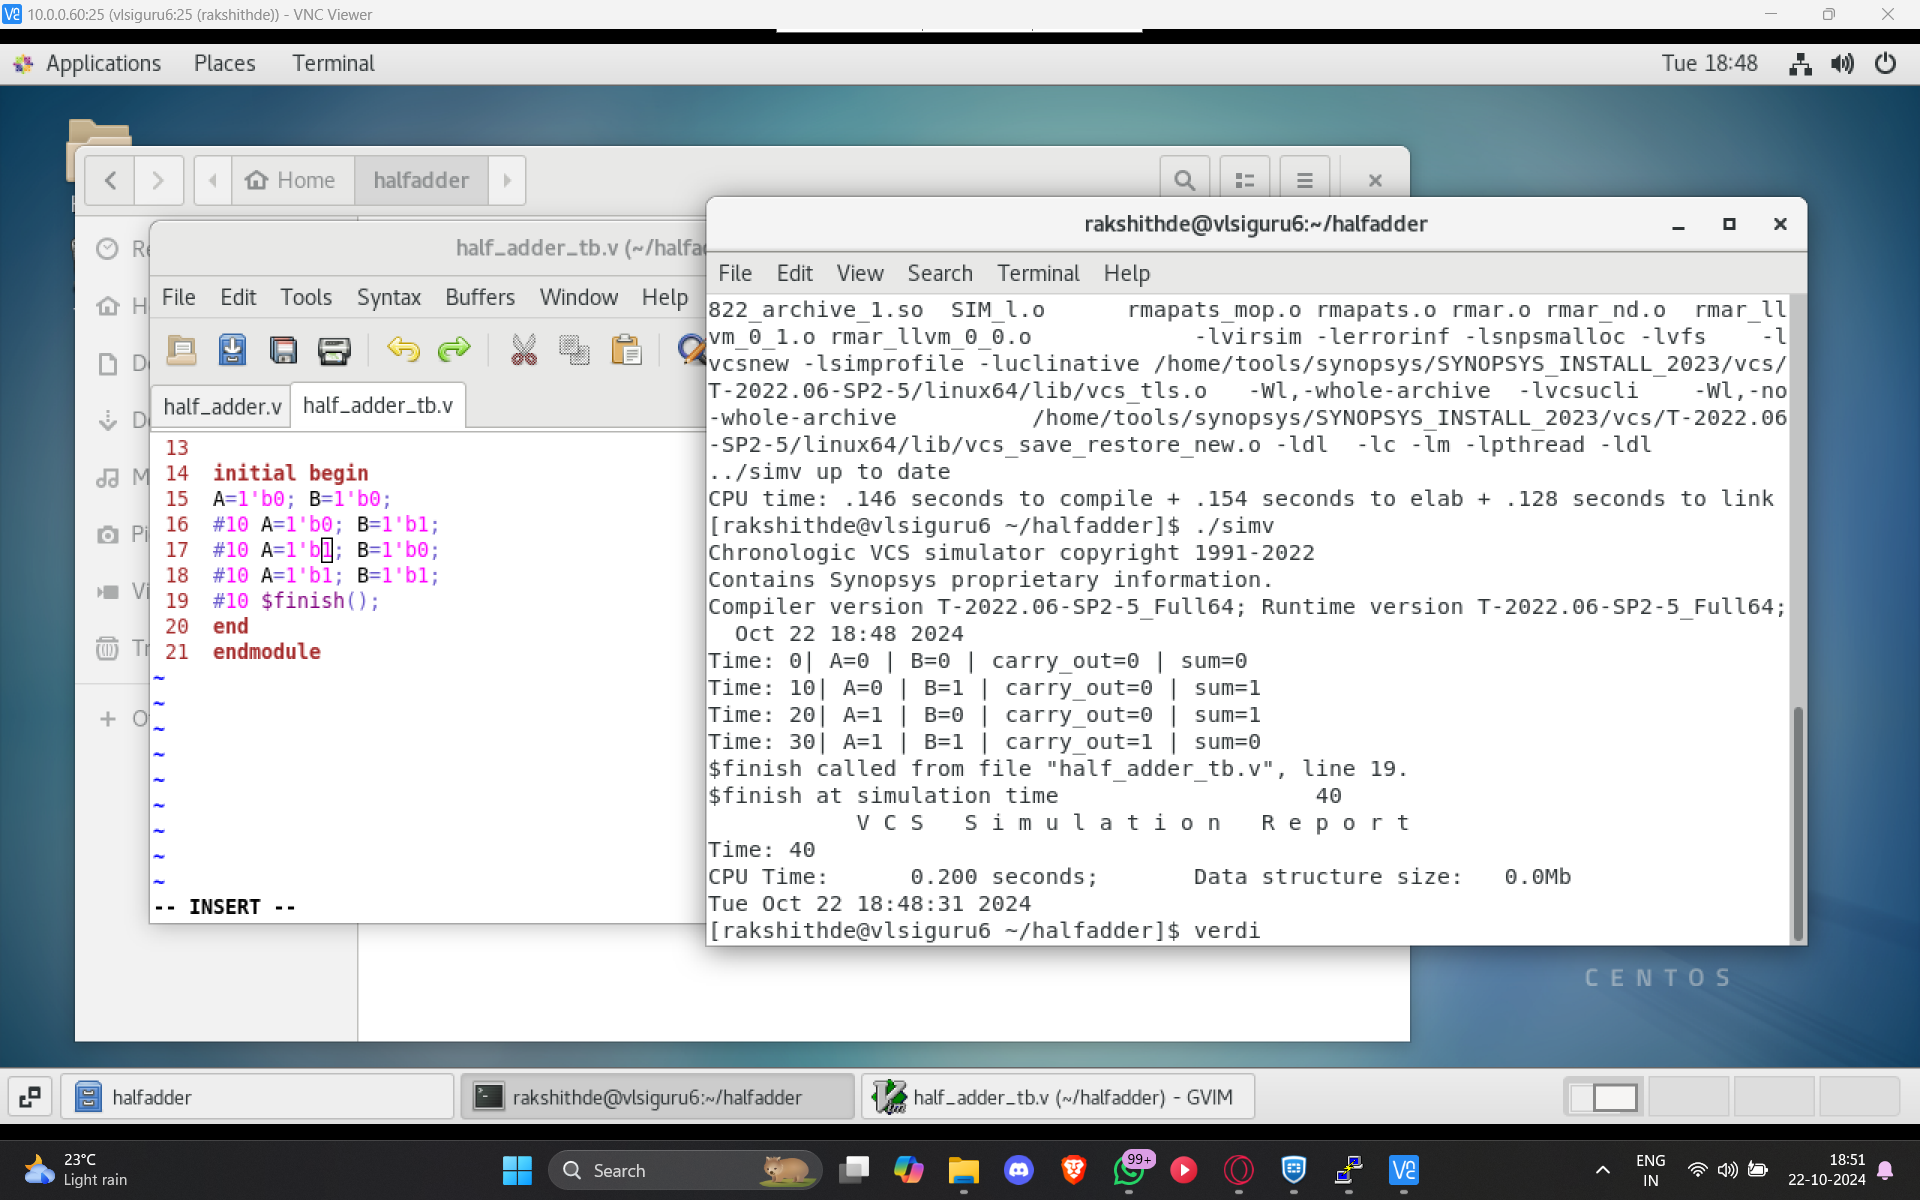 10.0.0.60:25 (vlsiguru6:25 (rakshithde)) - VNC Viewer
Applications Places Terminal
Tue 18:48
Home halfadder
half_adder_tb.v (~/halfa
File Edit Tools Syntax Buffers Window Help
half_adder.v half_adder_tb.v
13
14 initial begin
15 A=1'b0; B=1'b0;
16 #10 A=1'b0; B=1'b1;
17 #10 A=1'b1; B=1'b0;
18 #10 A=1'b1; B=1'b1;
19 #10 $finish();
20 end
21 endmodule
~
~
~
~
~
~
~
~
~
-- INSERT --
rakshithde@vlsiguru6:~/halfadder
File Edit View Search Terminal Help
822_archive_1.so SIM_l.o rmapats_mop.o rmapats.o rmar.o rmar_nd.o rmar_ll
vm_0_1.o rmar_llvm_0_0.o -lvirsim -lerrorinf -lsnpsmalloc -lvfs -l
vcsnew -lsimprofile -luclinative /home/tools/synopsys/SYNOPSYS_INSTALL_2023/vcs/
T-2022.06-SP2-5/linux64/lib/vcs_tls.o -Wl,-whole-archive -lvcsucli -Wl,-no
-whole-archive /home/tools/synopsys/SYNOPSYS_INSTALL_2023/vcs/T-2022.06
-SP2-5/linux64/lib/vcs_save_restore_new.o -ldl -lc -lm -lpthread -ldl
../simv up to date
CPU time: .146 seconds to compile + .154 seconds to elab + .128 seconds to link
[rakshithde@vlsiguru6 ~/halfadder]$ ./simv
Chronologic VCS simulator copyright 1991-2022
Contains Synopsys proprietary information.
Compiler version T-2022.06-SP2-5_Full64; Runtime version T-2022.06-SP2-5_Full64;
Oct 22 18:48 2024
Time: 0| A=0 | B=0 | carry_out=0 | sum=0
Time: 10| A=0 | B=1 | carry_out=0 | sum=1
Time: 20| A=1 | B=0 | carry_out=0 | sum=1
Time: 30| A=1 | B=1 | carry_out=1 | sum=0
$finish called from file "half_adder_tb.v", line 19.
$finish at simulation time 40
V C S S i m u l a t i o n R e p o r t
Time: 40
CPU Time: 0.200 seconds; Data structure size: 0.0Mb
Tue Oct 22 18:48:31 2024
[rakshithde@vlsiguru6 ~/halfadder]$ verdi
CENTOS
halfadder
rakshithde@vlsiguru6:~/halfadder
half_adder_tb.v (~/halfadder) - GVIM
23°C
Light rain
Search
99+
ENG
IN
18:51
22-10-2024